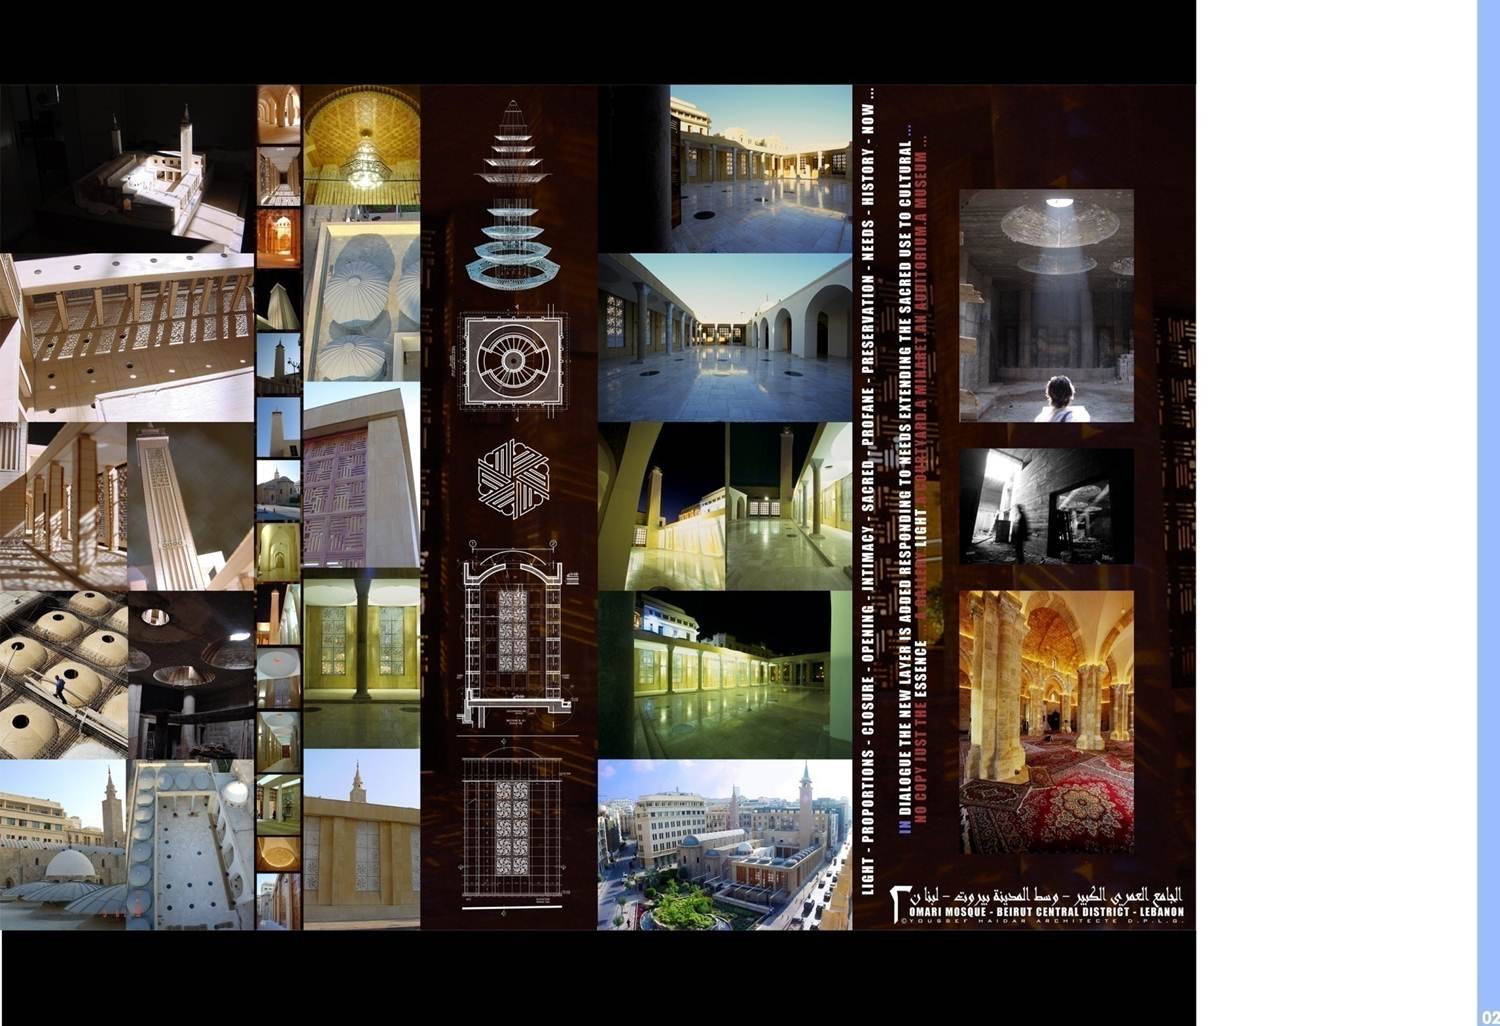 LIGHT - PROPORTIONS - CLOSURE - OPENING - INTIMACY - SACRED - PROFANE - PRESERVATION - NEEDS - HISTORY - NOW ...
IN DIALOGUE THE NEW LAYER IS ADDED RESPONDING TO NEEDS EXTENDING THE SACRED USE TO CULTURAL ...
NO COPY JUST THE ESSENCE A GALLERY LIGHT A COURTYARD.A MINARET.AN AUDITORIUM.A MUSEUM ...
الجامع العمري الكبير - وسط المدينة بيروت - لبنان
٢
OMARI MOSQUE - BEIRUT CENTRAL DISTRICT - LEBANON
©YOUSSEF HAIDAR ARCHITECTE D.P.L.G.
02